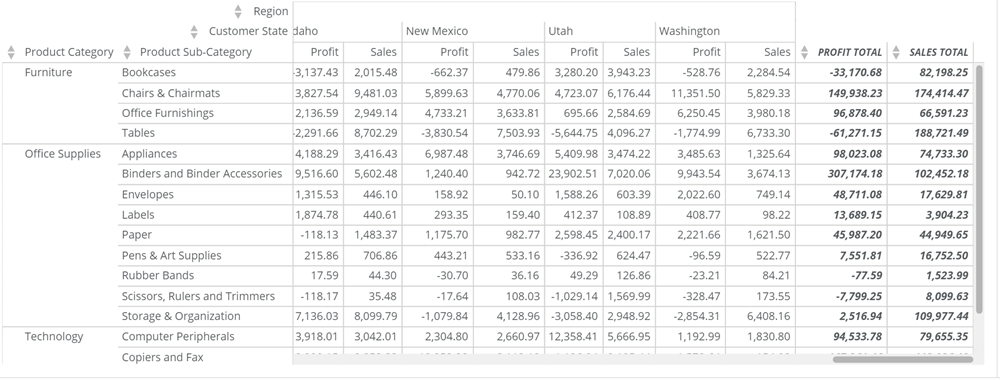 Region
Customer State daho New Mexico Utah Washington
Product Category Product Sub-Category Profit Sales Profit Sales Profit Sales Profit Sales PROFIT TOTAL SALES TOTAL
Furniture Bookcases -3,137.43 2,015.48 -662.37 479.86 3,280.20 3,943.23 -528.76 2,284.54 -33,170.68 82,198.25
Chairs & Chairmats 3,827.54 9,481.03 5,899.63 4,770.06 4,723.07 6,176.44 11,351.50 5,829.33 149,938.23 174,414.47
Office Furnishings 2,136.59 2,949.14 4,733.21 3,633.81 695.66 2,584.69 6,250.45 3,980.18 96,878.40 66,591.23
Tables -2,291.66 8,702.29 -3,830.54 7,503.93 -5,644.75 4,096.27 -1,774.99 6,733.30 -61,271.15 188,721.49
Office Supplies Appliances 4,188.29 3,416.43 6,987.48 3,746.69 5,409.98 3,474.22 3,485.63 1,325.64 98,023.08 74,733.30
Binders and Binder Accessories 9,516.60 5,602.48 1,240.40 942.72 23,902.51 7,020.06 9,943.54 3,674.13 307,174.18 102,452.18
Envelopes 1,315.53 446.10 158.92 50.10 1,588.26 603.39 2,022.60 749.14 48,711.08 17,629.81
Labels 1,874.78 440.61 293.35 159.40 412.37 108.89 408.77 98.22 13,689.15 3,904.23
Paper -118.13 1,483.37 1,175.70 982.77 2,598.45 2,400.17 2,221.66 1,621.50 45,987.20 44,949.65
Pens & Art Supplies 215.86 706.86 443.21 533.16 -336.92 624.47 -96.59 522.77 7,551.81 16,752.50
Rubber Bands 17.59 44.30 -30.70 36.16 49.29 126.86 -23.21 84.21 -77.59 1,523.99
Scissors, Rulers and Trimmers -118.17 35.48 -17.64 108.03 -1,029.14 1,569.99 -328.47 173.55 -7,799.25 8,099.63
Storage & Organization 7,136.03 8,099.79 -1,079.84 4,128.96 -3,058.40 2,948.92 -2,854.31 6,408.16 2,516.94 109,977.44
Technology Computer Peripherals 3,918.01 3,042.01 2,304.80 2,660.97 12,358.41 5,666.95 1,192.99 1,830.80 94,533.78 79,655.35
Copiers and Fax